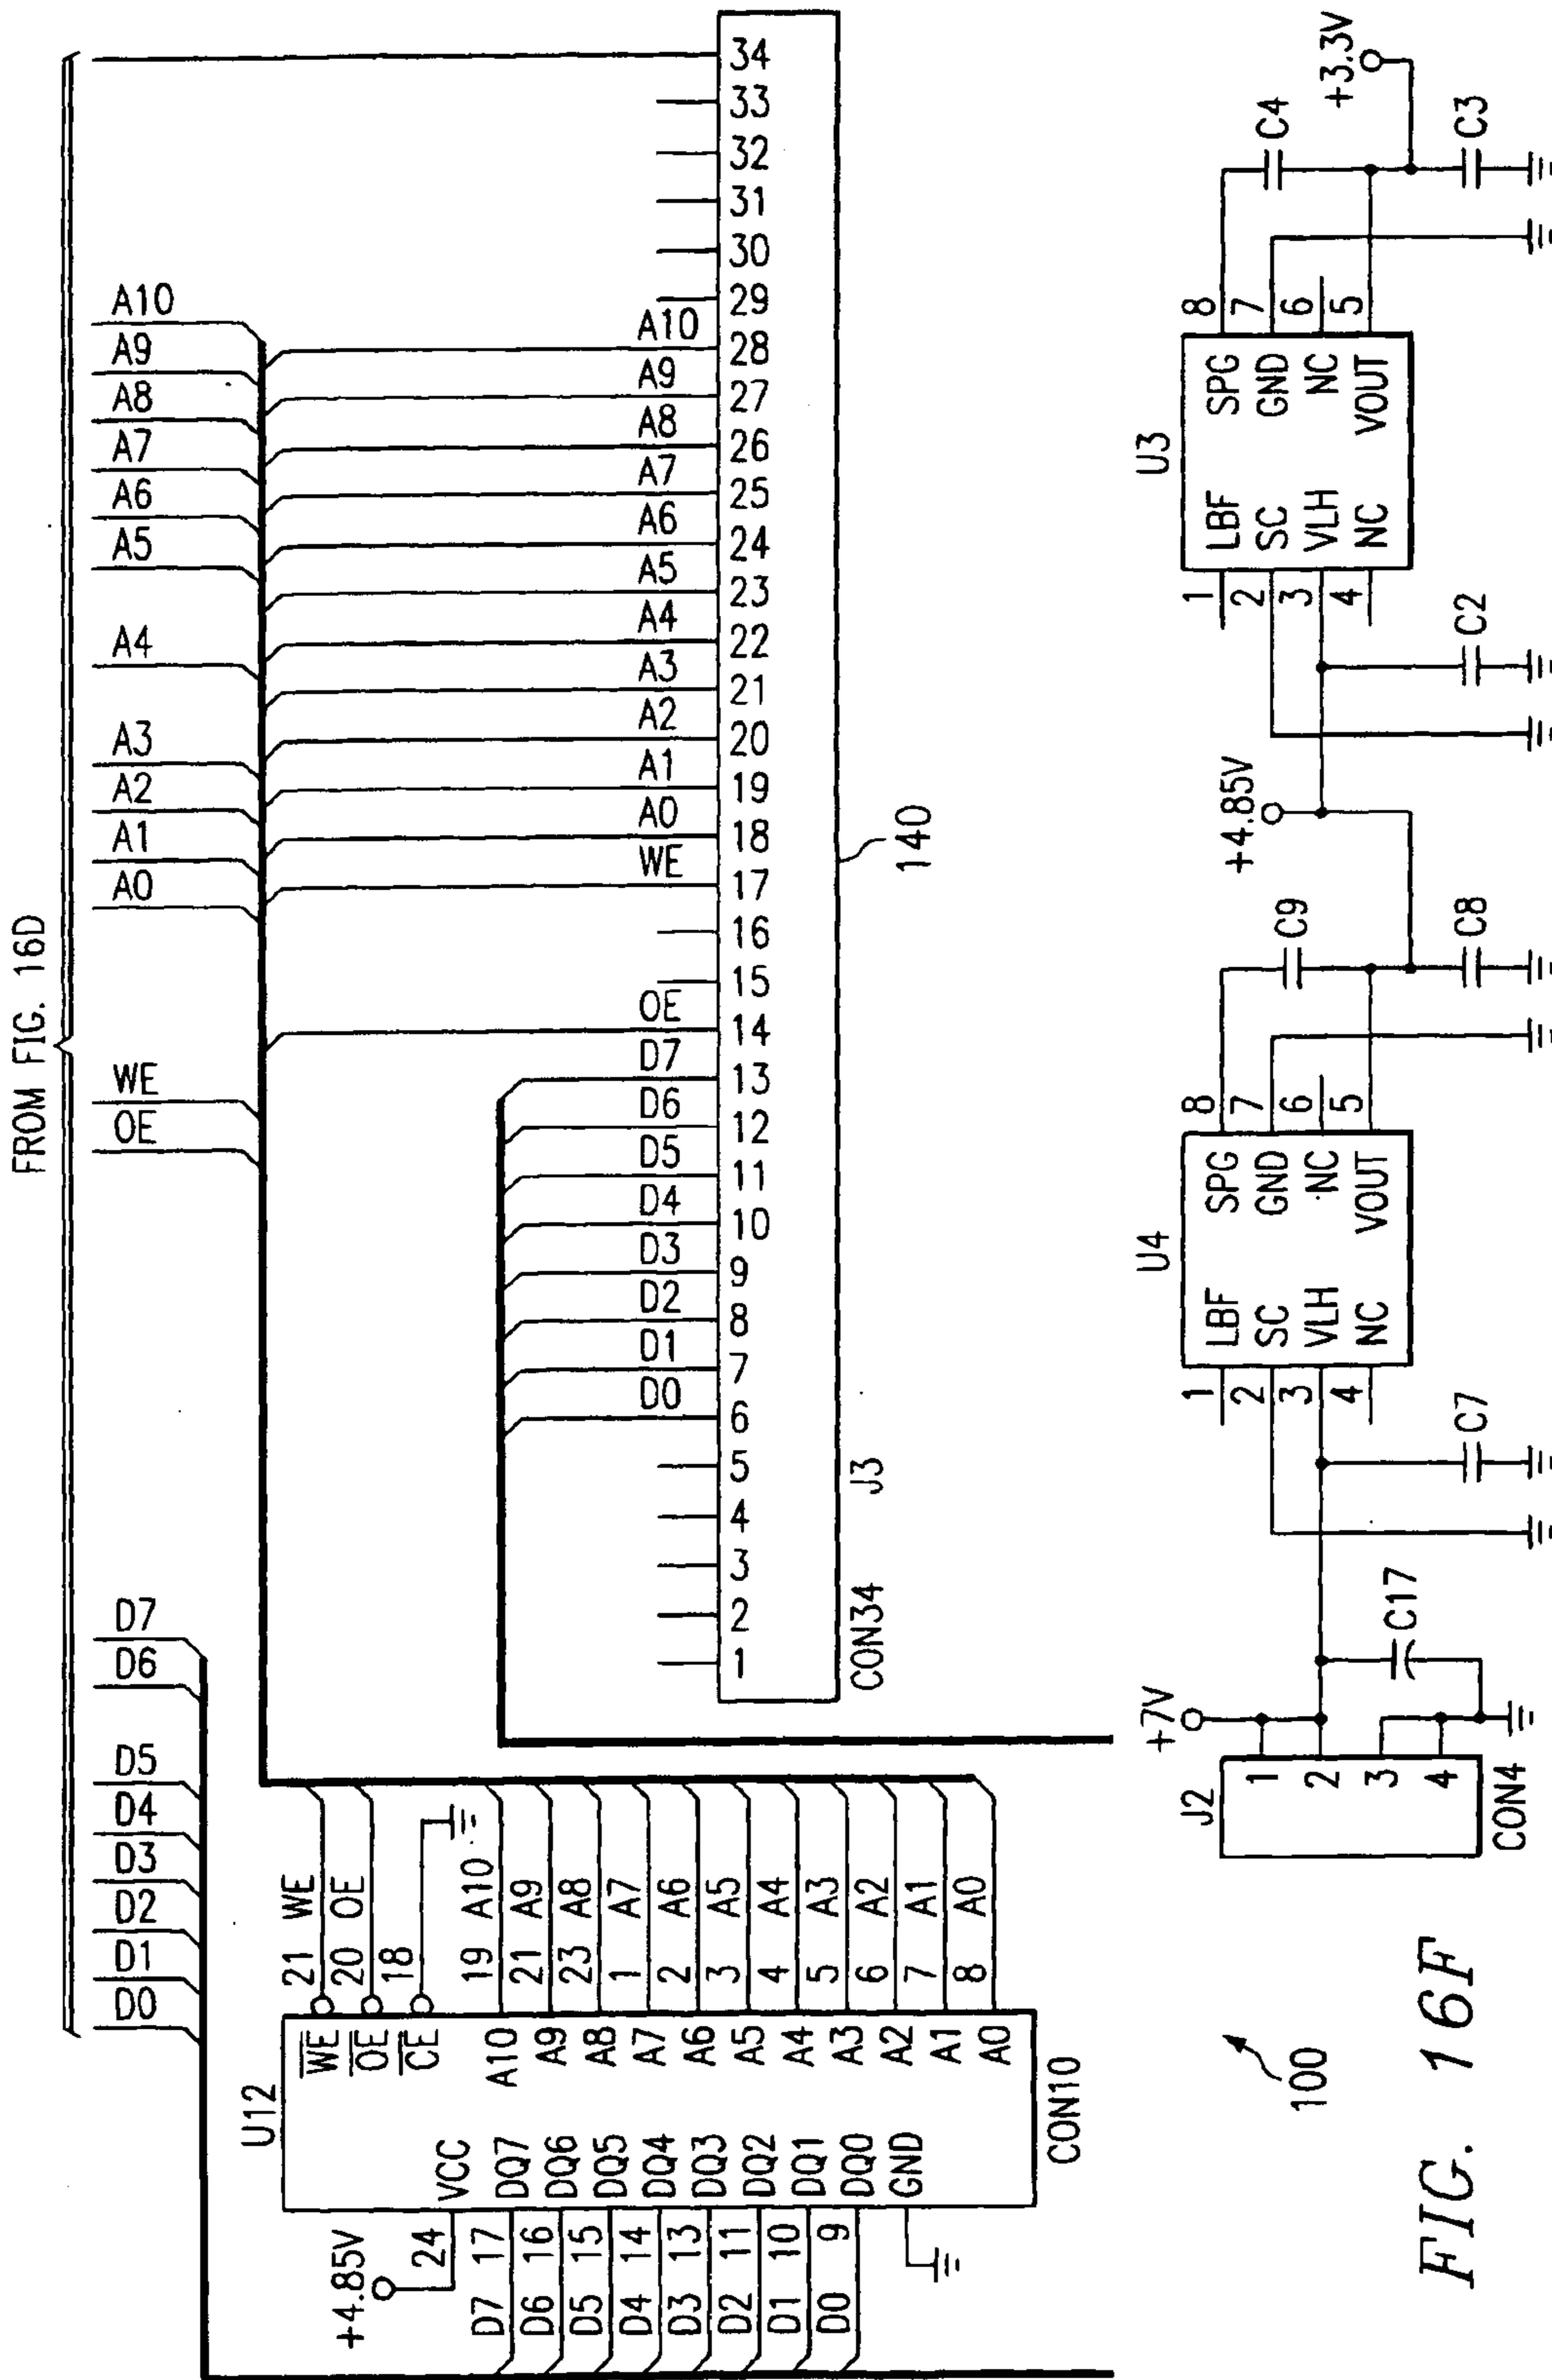 FROM FIG. 16D
D0 D1 D2 D3 D4 D5 D6 D7 OE WE A0 A1 A2 A3 A4 A5 A6 A7 A8 A9 A10
U12
+4.85V
24 VCC
D7 17 DQ7
D6 16 DQ6
D5 15 DQ5
D4 14 DQ4
D3 13 DQ3
D2 11 DQ2
D1 10 DQ1
D0 9 DQ0
GND
WE 21 WE
OE 20 OE
CE 18
A10 19 A10
A9 21 A9
A8 23 A8
A7 1 A7
A6 2 A6
A5 3 A5
A4 4 A4
A3 5 A3
A2 6 A2
A1 7 A1
A0 8 A0
CON10
D0 D1 D2 D3 D4 D5 D6 D7 OE WE A0 A1 A2 A3 A4 A5 A6 A7 A8 A9 A10
1 2 3 4 5 6 7 8 9 10 11 12 13 14 15 16 17 18 19 20 21 22 23 24 25 26 27 28 29 30 31 32 33 34
CON34 J3
140
J2
1
2
3
4
CON4
+7V
C17
C7
U4
1 LBF SPG 8
2 SC GND 7
3 VLH NC 6
4 NC VOUT 5
C9
C8
+4.85V
C2
U3
1 LBF SPG 8
2 SC GND 7
3 VLH NC 6
4 NC VOUT 5
C4
+3.3V
C3
100
FIG. 16F